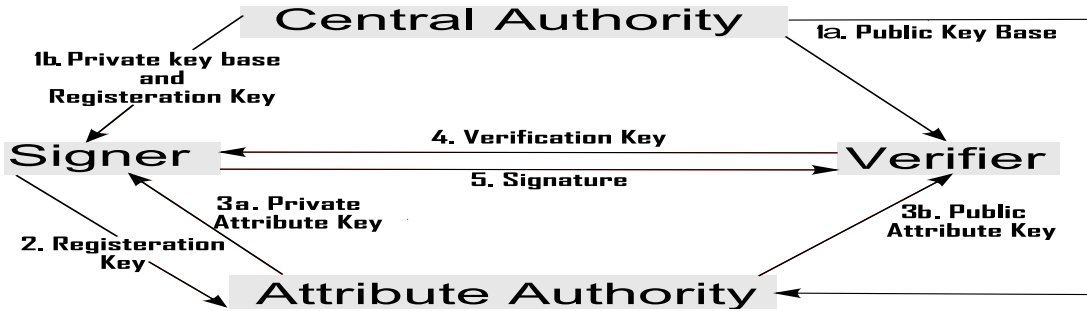 Central Authority
1a. Public Key Base
1b. Private key base
and
Registeration Key
4. Verification Key
Signer
Verifier
5. Signature
3a. Private
Attribute Key
3b. Public
Attribute Key
2. Registeration
Key
Attribute Authority